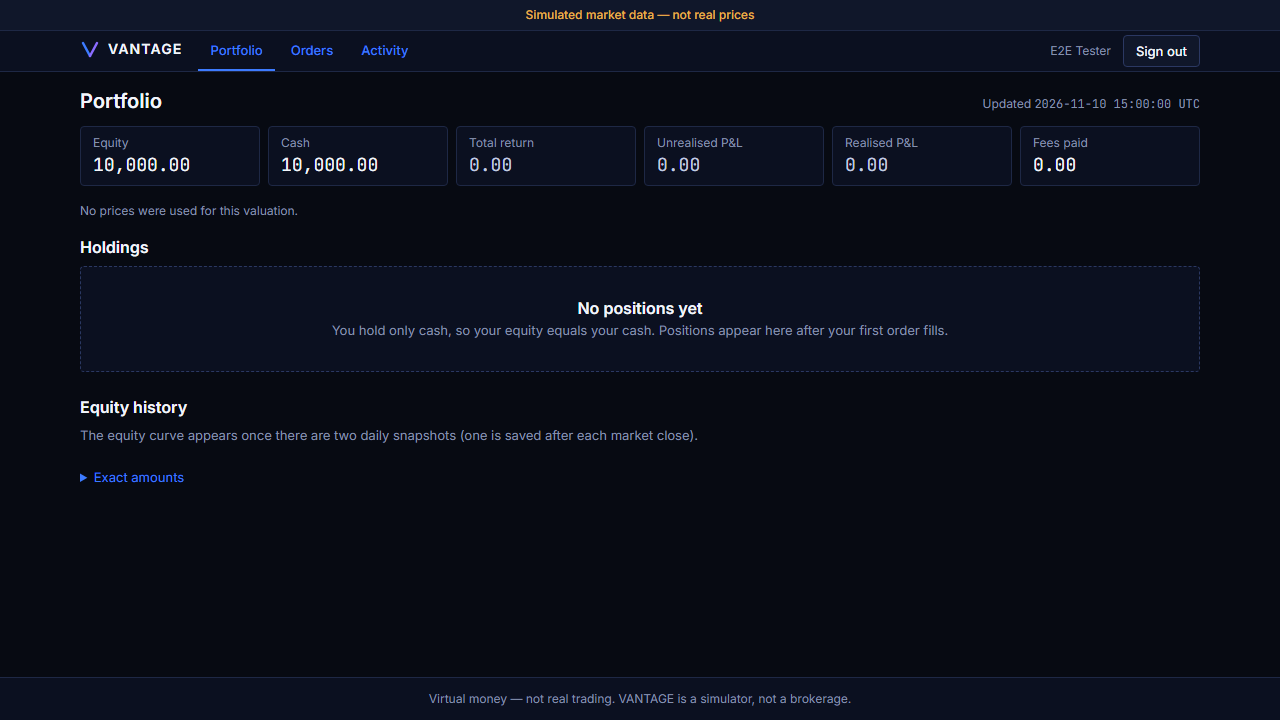 Simulated market data — not real prices
VANTAGE Portfolio Orders Activity E2E Tester Sign out
Portfolio Updated 2026-11-10 15:00:00 UTC
Equity Cash Total return Unrealised P&L Realised P&L Fees paid
10,000.00 10,000.00 0.00 0.00 0.00 0.00
No prices were used for this valuation.
Holdings
No positions yet
You hold only cash, so your equity equals your cash. Positions appear here after your first order fills.
Equity history
The equity curve appears once there are two daily snapshots (one is saved after each market close).
Exact amounts
Virtual money — not real trading. VANTAGE is a simulator, not a brokerage.